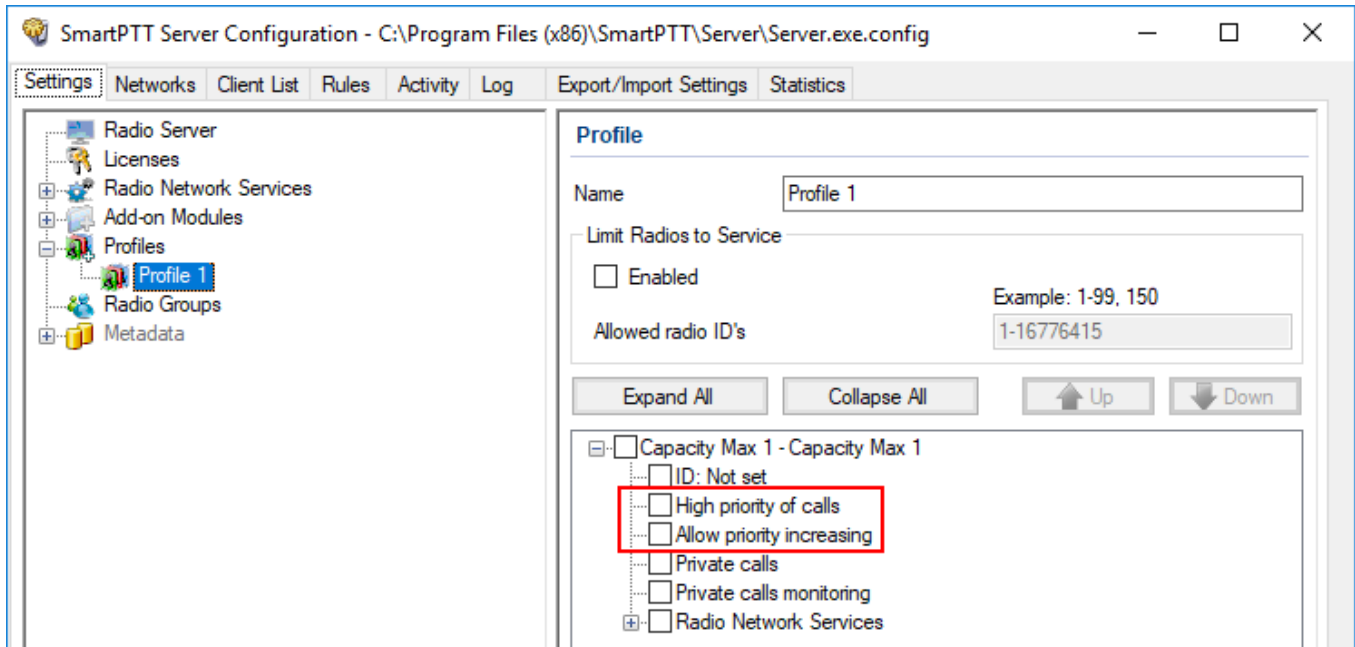 SmartPTT Server Configuration - C:\Program Files (x86)\SmartPTT\Server\Server.exe.config
Settings Networks Client List Rules Activity Log Export/Import Settings Statistics
Radio Server
Licenses
Radio Network Services
Add-on Modules
Profiles
Profile 1
Radio Groups
Metadata
Profile
Name Profile 1
Limit Radios to Service
Enabled
Example: 1-99, 150
Allowed radio ID's 1-16776415
Expand All Collapse All Up Down
Capacity Max 1 - Capacity Max 1
ID: Not set
High priority of calls
Allow priority increasing
Private calls
Private calls monitoring
Radio Network Services